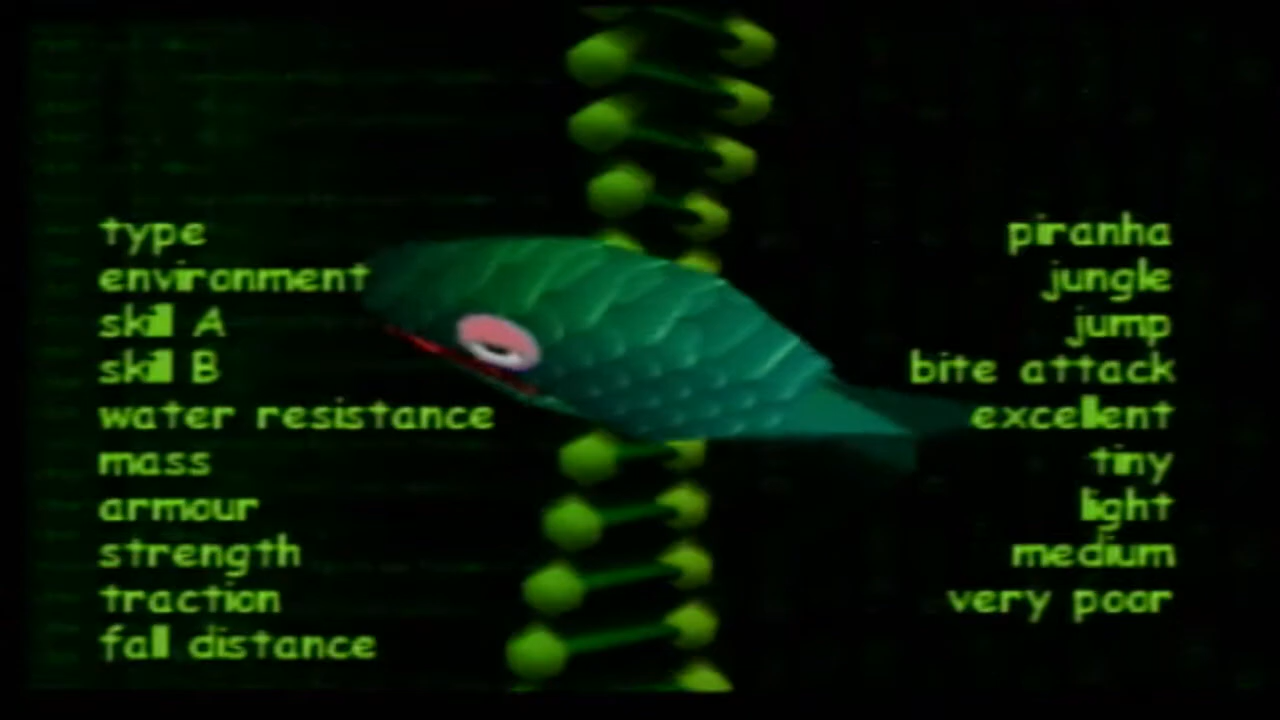 type piranha
environment jungle
skill A jump
skill B bite attack
water resistance excellent
mass tiny
armour light
strength medium
traction very poor
fall distance